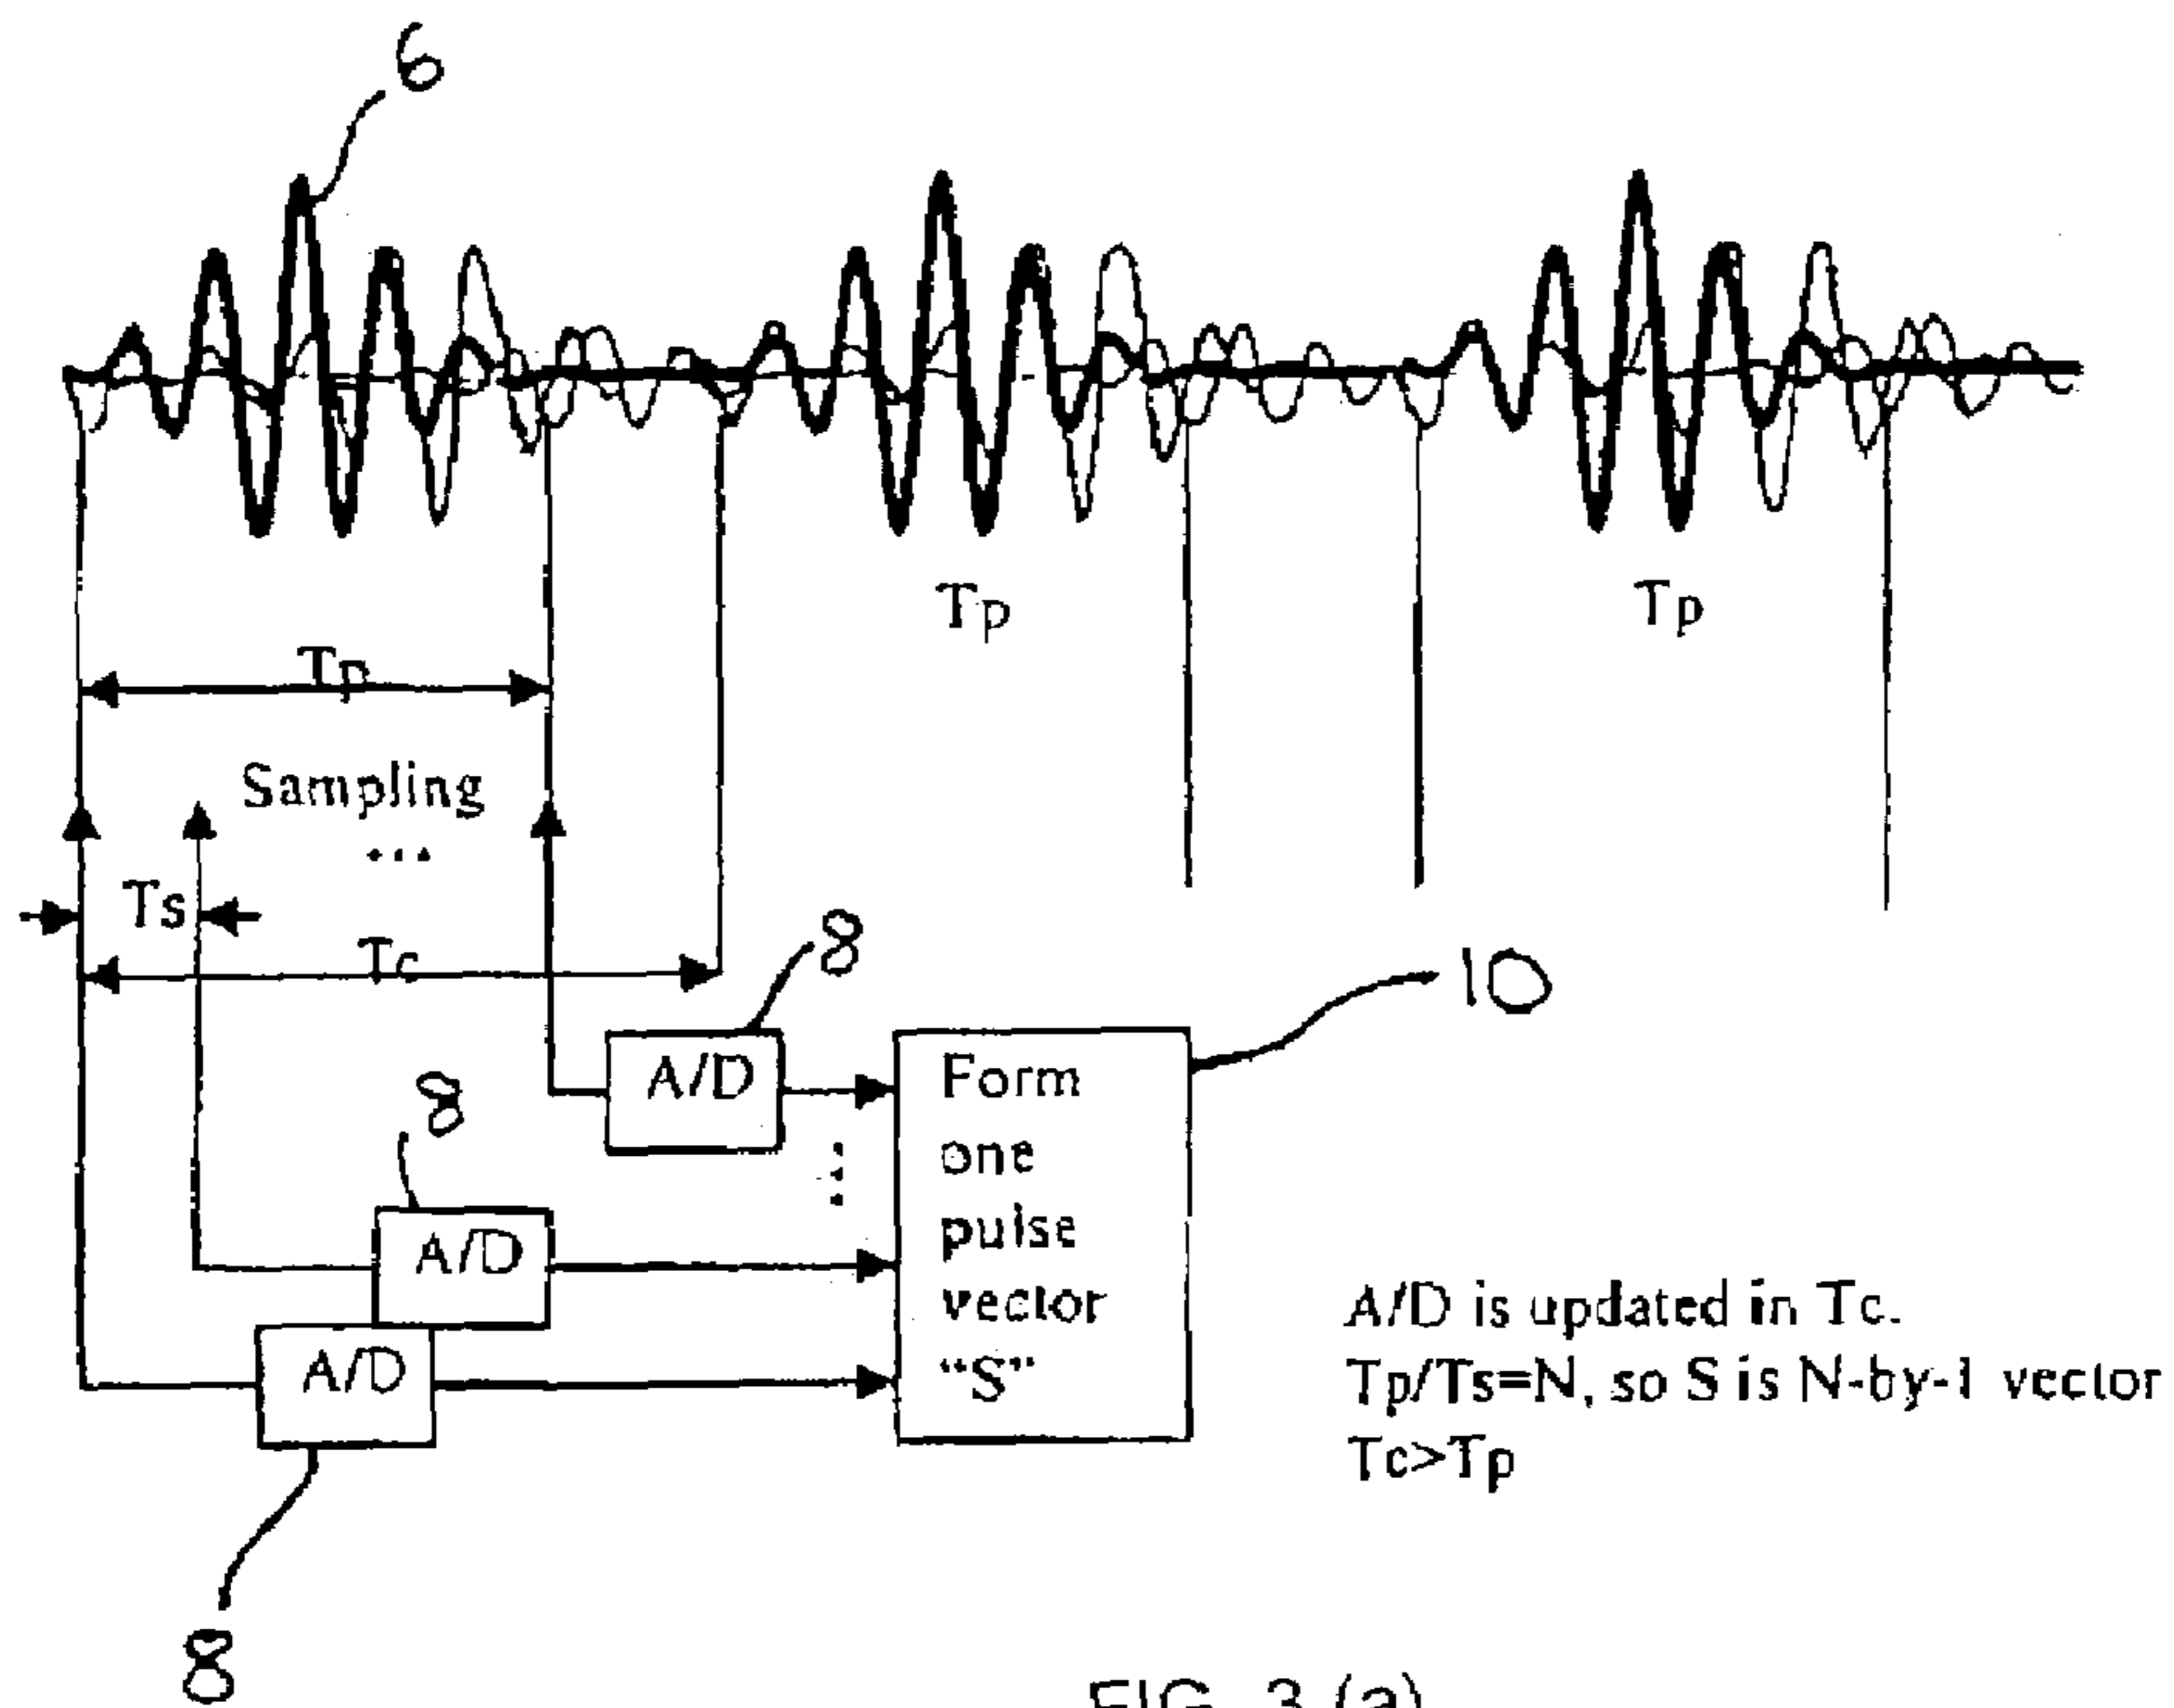 6
Tp
Tp
Tp
Sampling
...
Ts
Tc
8
10
8
A/D
A/D
A/D
Form
one
pulse
vector
“S”
8
A/D is updated in Tc.
Tp/Ts=N, so S is N-by-1 vector
Tc>Tp
FIG. 3 (a)